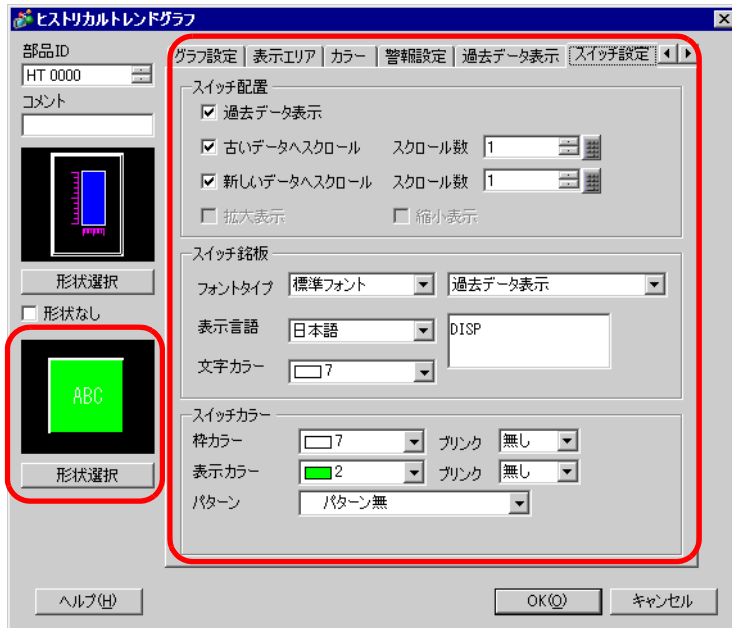 ヒストリカルトレンドグラフ
部品ID
HT 0000
コメント
形状選択
形状なし
ABC
形状選択
グラフ設定 表示エリア カラー 警報設定 過去データ表示 スイッチ設定
スイッチ配置
過去データ表示
古いデータへスクロール スクロール数 1
新しいデータへスクロール スクロール数 1
拡大表示 縮小表示
スイッチ銘板
フォントタイプ 標準フォント 過去データ表示
表示言語 日本語 DISP
文字カラー 7
スイッチカラー
枠カラー 7 ブリンク 無し
表示カラー 2 ブリンク 無し
パターン パターン無
ヘルプ(H) OK(O) キャンセル